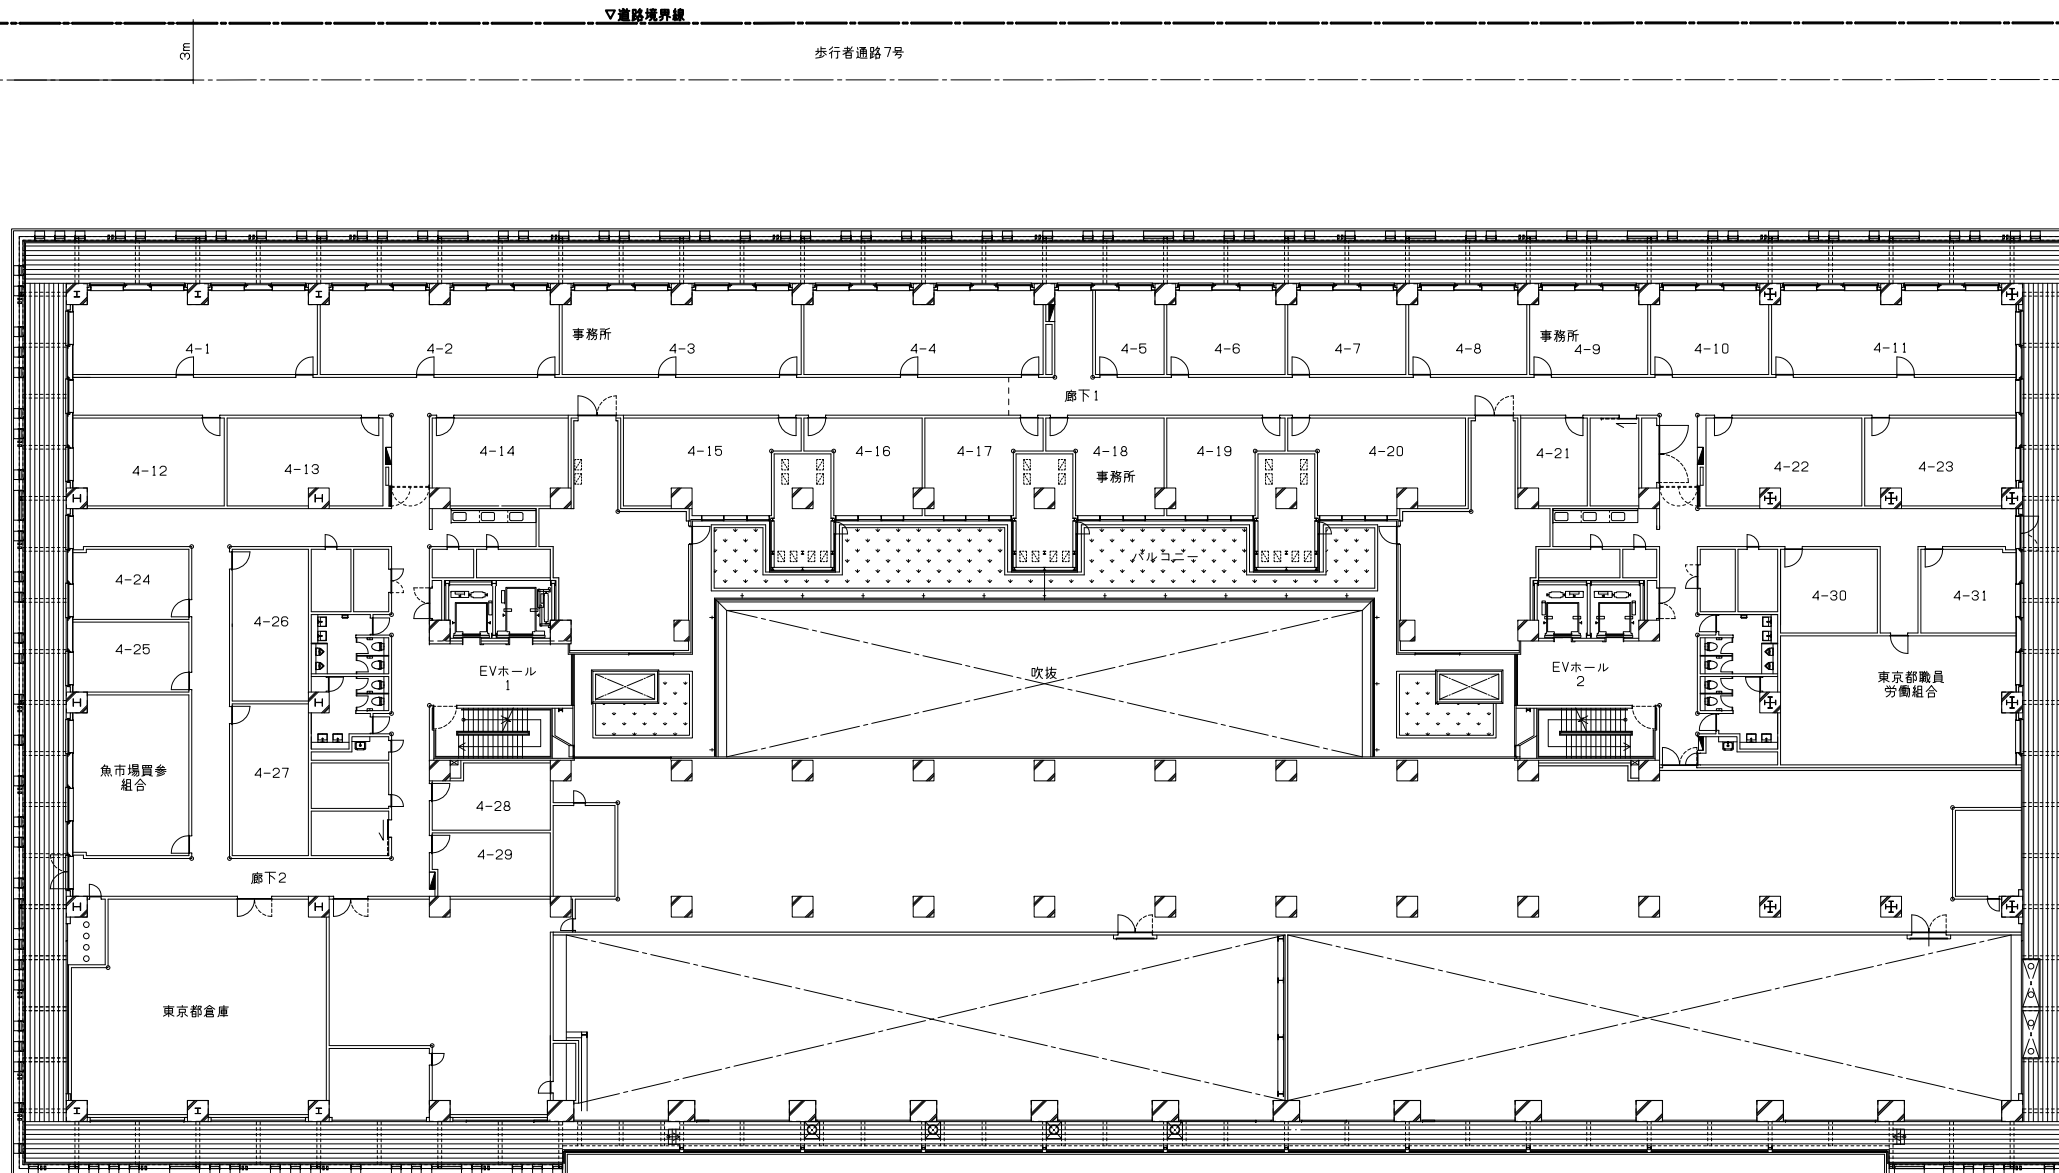 ▽道路境界線
3m
歩行者通路7号
事務所
事務所
4-1
4-2
4-3
4-4
4-5
4-6
4-7
4-8
4-9
4-10
4-11
廊下1
4-12
4-13
4-14
4-15
4-16
4-17
4-18
4-19
4-20
4-21
4-22
4-23
事務所
バルコニー
4-24
4-25
4-26
4-30
4-31
EVホール
1
吹抜
EVホール
2
東京都職員
労働組合
魚市場買参
組合
4-27
4-28
4-29
廊下2
東京都倉庫